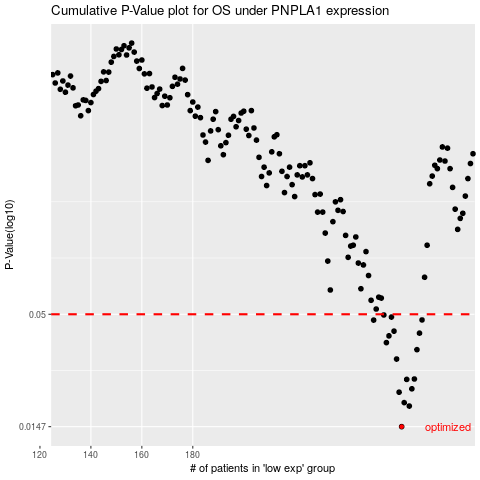 Cumulative P-Value plot for OS under PNPLA1 expression
P-Value(log10)
0.05
0.0147
optimized
120 140 160 180
# of patients in 'low exp' group